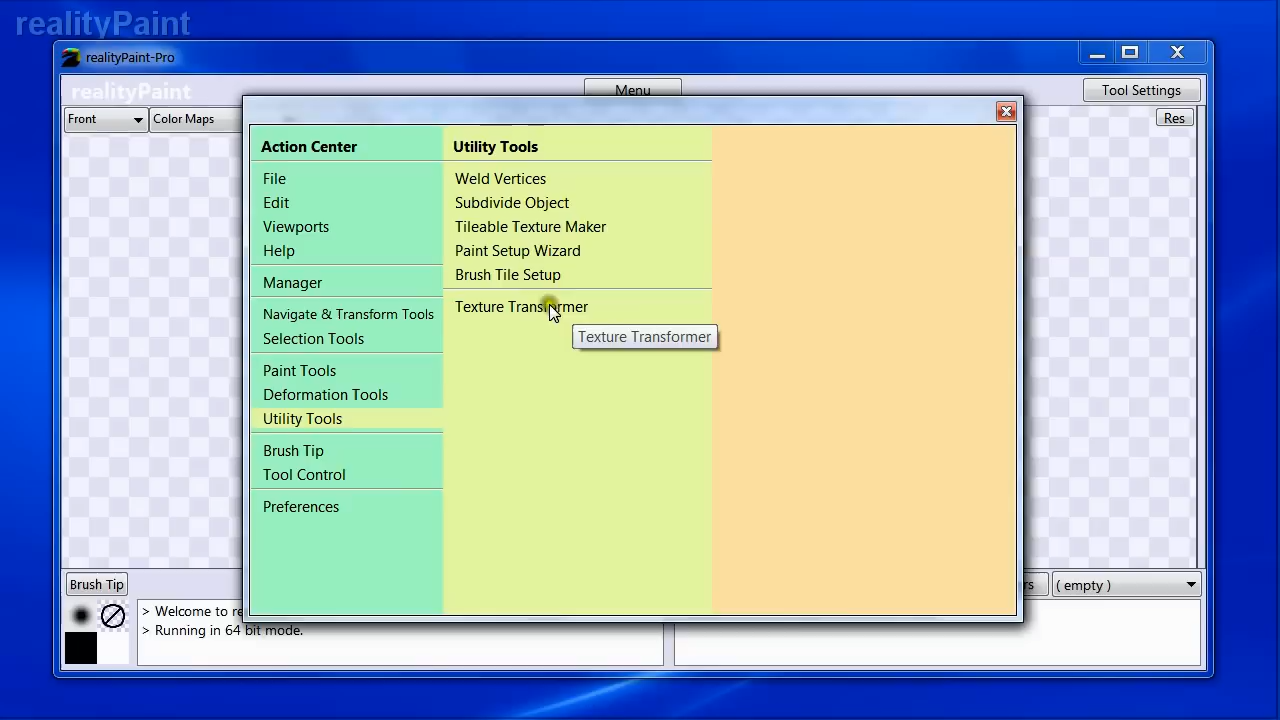 realityPaint
realityPaint-Pro
realityPaint
Menu
Tool Settings
Front
Color Maps
Res
Action Center
File
Edit
Viewports
Help
Manager
Navigate & Transform Tools
Selection Tools
Paint Tools
Deformation Tools
Utility Tools
Brush Tip
Tool Control
Preferences
Utility Tools
Weld Vertices
Subdivide Object
Tileable Texture Maker
Paint Setup Wizard
Brush Tile Setup
Texture Transformer
Texture Transformer
Brush Tip
rs
( empty )
> Welcome to re
> Running in 64 bit mode.